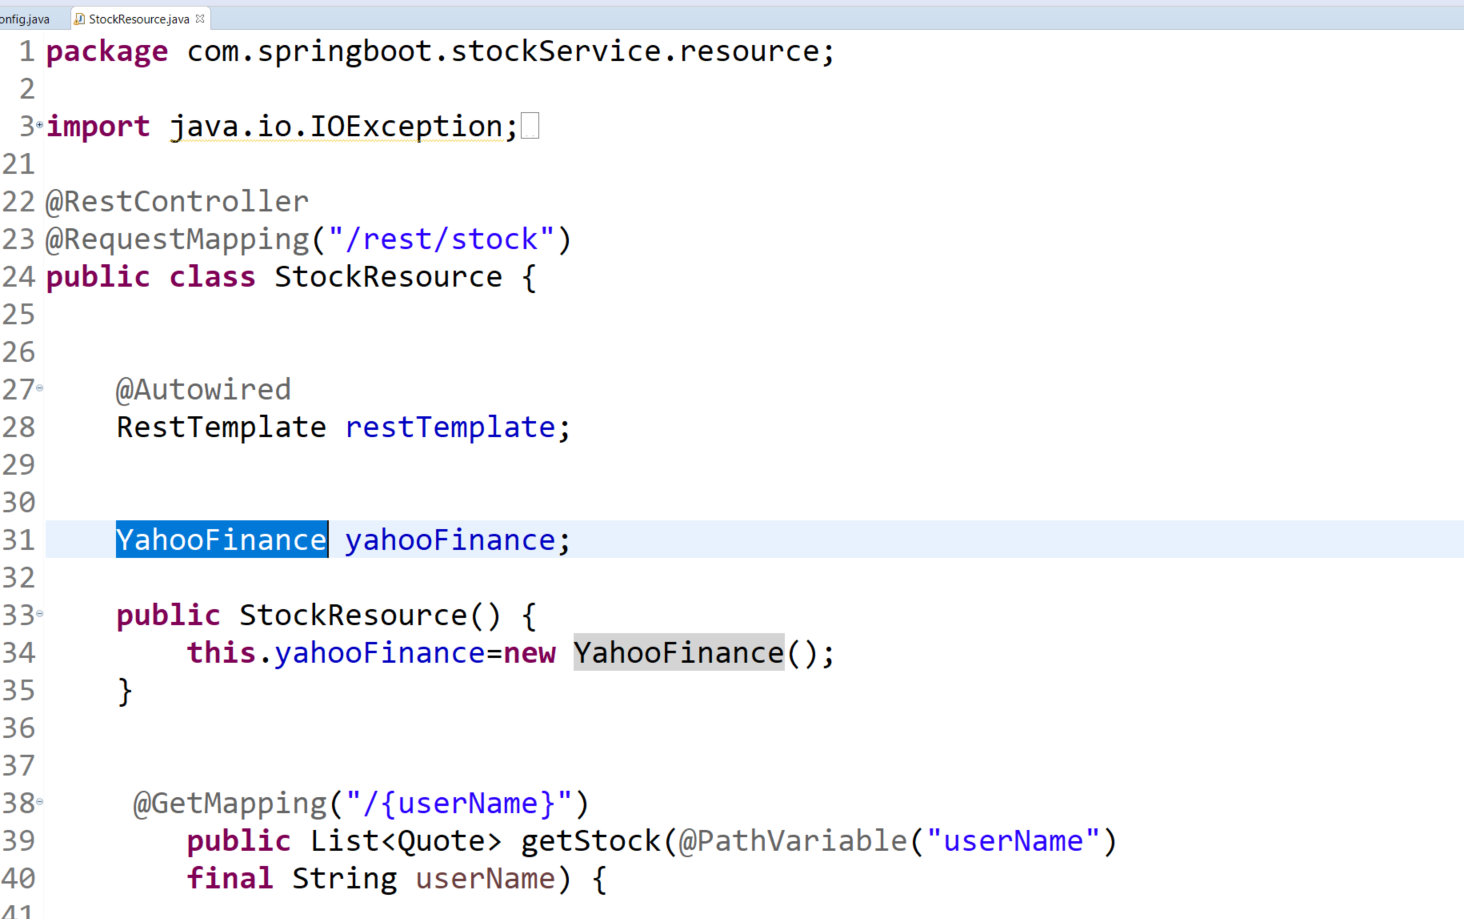 onfig.java StockResource.java
1 package com.springboot.stockService.resource;
2
3 import java.io.IOException;
21
22 @RestController
23 @RequestMapping("/rest/stock")
24 public class StockResource {
25
26
27 @Autowired
28 RestTemplate restTemplate;
29
30
31 YahooFinance yahooFinance;
32
33 public StockResource() {
34 this.yahooFinance=new YahooFinance();
35 }
36
37
38 @GetMapping("/{userName}")
39 public List<Quote> getStock(@PathVariable("userName")
40 final String userName) {
41